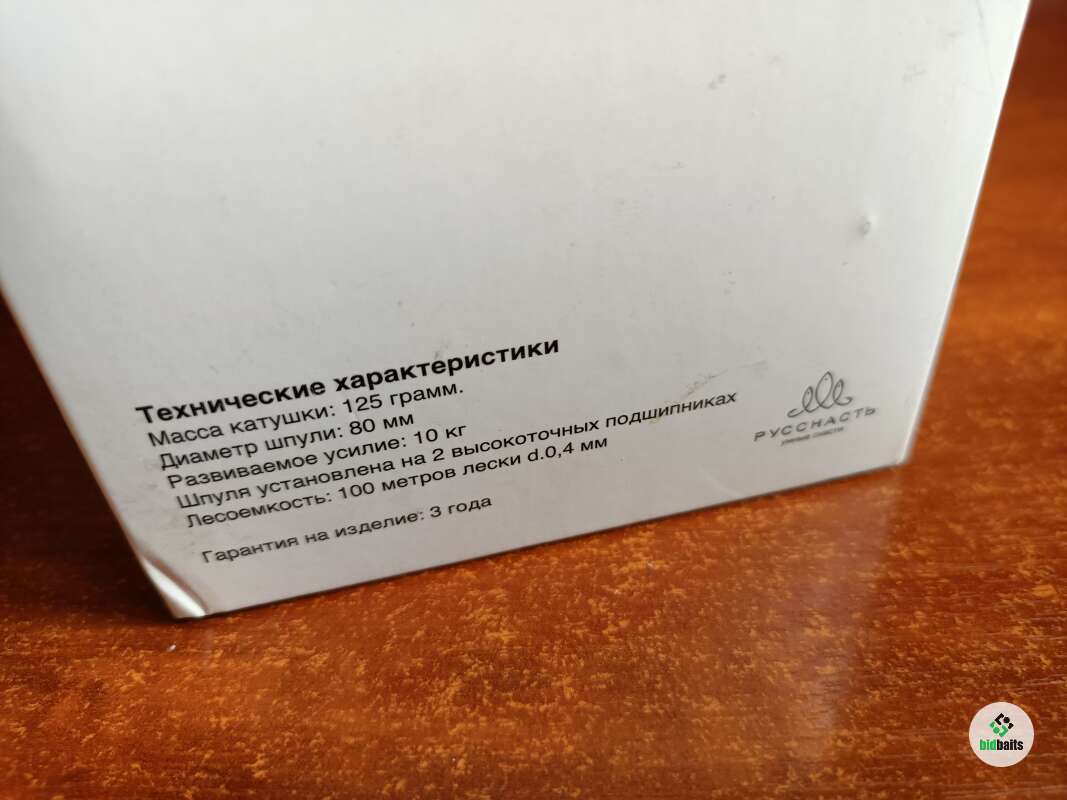 Технические характеристики
Масса катушки: 125 грамм.
Диаметр шпули: 80 мм
Развиваемое усилие: 10 кг
Шпуля установлена на 2 высокоточных подшипниках
Лесоемкость: 100 метров лески d.0,4 мм
Гарантия на изделие: 3 года
РУССНАСТЬ
bidbaits